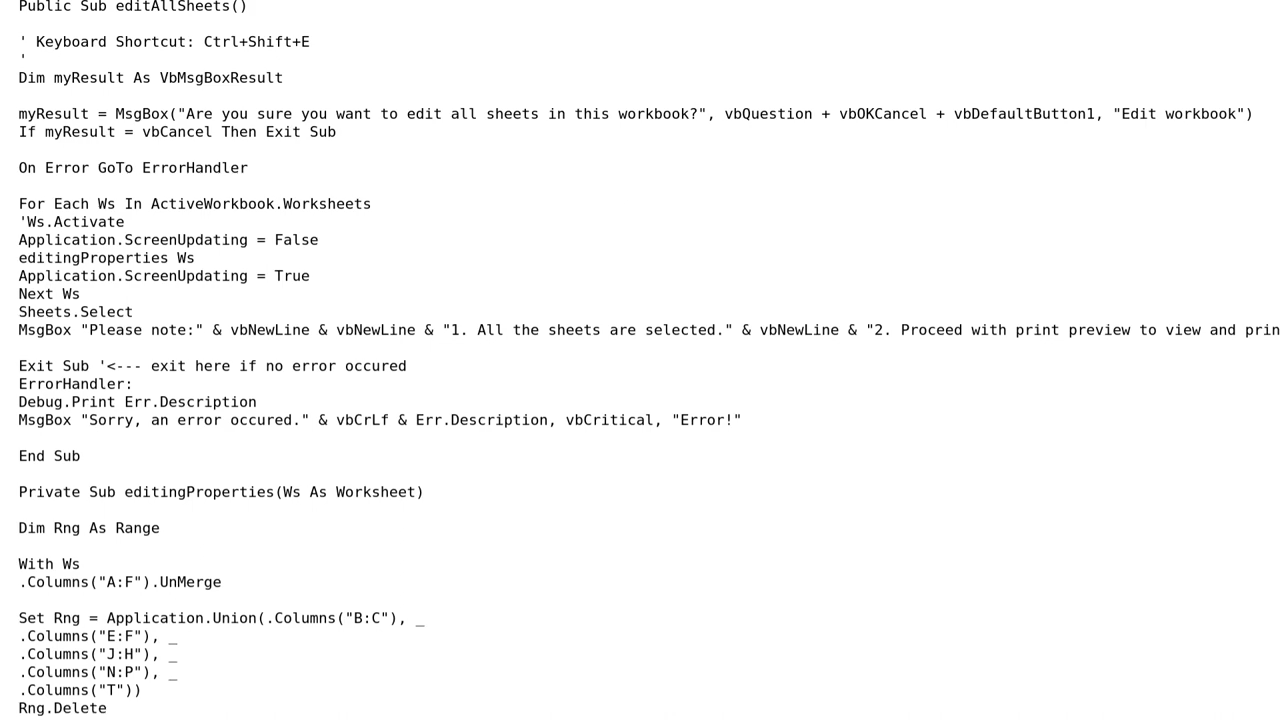 Public Sub editAllSheets()
' Keyboard Shortcut: Ctrl+Shift+E
'
Dim myResult As VbMsgBoxResult
myResult = MsgBox("Are you sure you want to edit all sheets in this workbook?", vbQuestion + vbOKCancel + vbDefaultButton1, "Edit workbook")
If myResult = vbCancel Then Exit Sub
On Error GoTo ErrorHandler
For Each Ws In ActiveWorkbook.Worksheets
'Ws.Activate
Application.ScreenUpdating = False
editingProperties Ws
Application.ScreenUpdating = True
Next Ws
Sheets.Select
MsgBox "Please note:" & vbNewLine & vbNewLine & "1. All the sheets are selected." & vbNewLine & "2. Proceed with print preview to view and prin
Exit Sub '<--- exit here if no error occured
ErrorHandler:
Debug.Print Err.Description
MsgBox "Sorry, an error occured." & vbCrLf & Err.Description, vbCritical, "Error!"
End Sub
Private Sub editingProperties(Ws As Worksheet)
Dim Rng As Range
With Ws
.Columns("A:F").UnMerge
Set Rng = Application.Union(.Columns("B:C"), _
.Columns("E:F"), _
.Columns("J:H"), _
.Columns("N:P"), _
.Columns("T"))
Rng.Delete